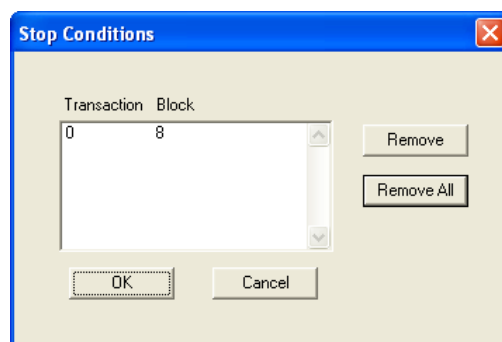 Stop Conditions
Transaction Block
0 8
Remove
Remove All
OK Cancel